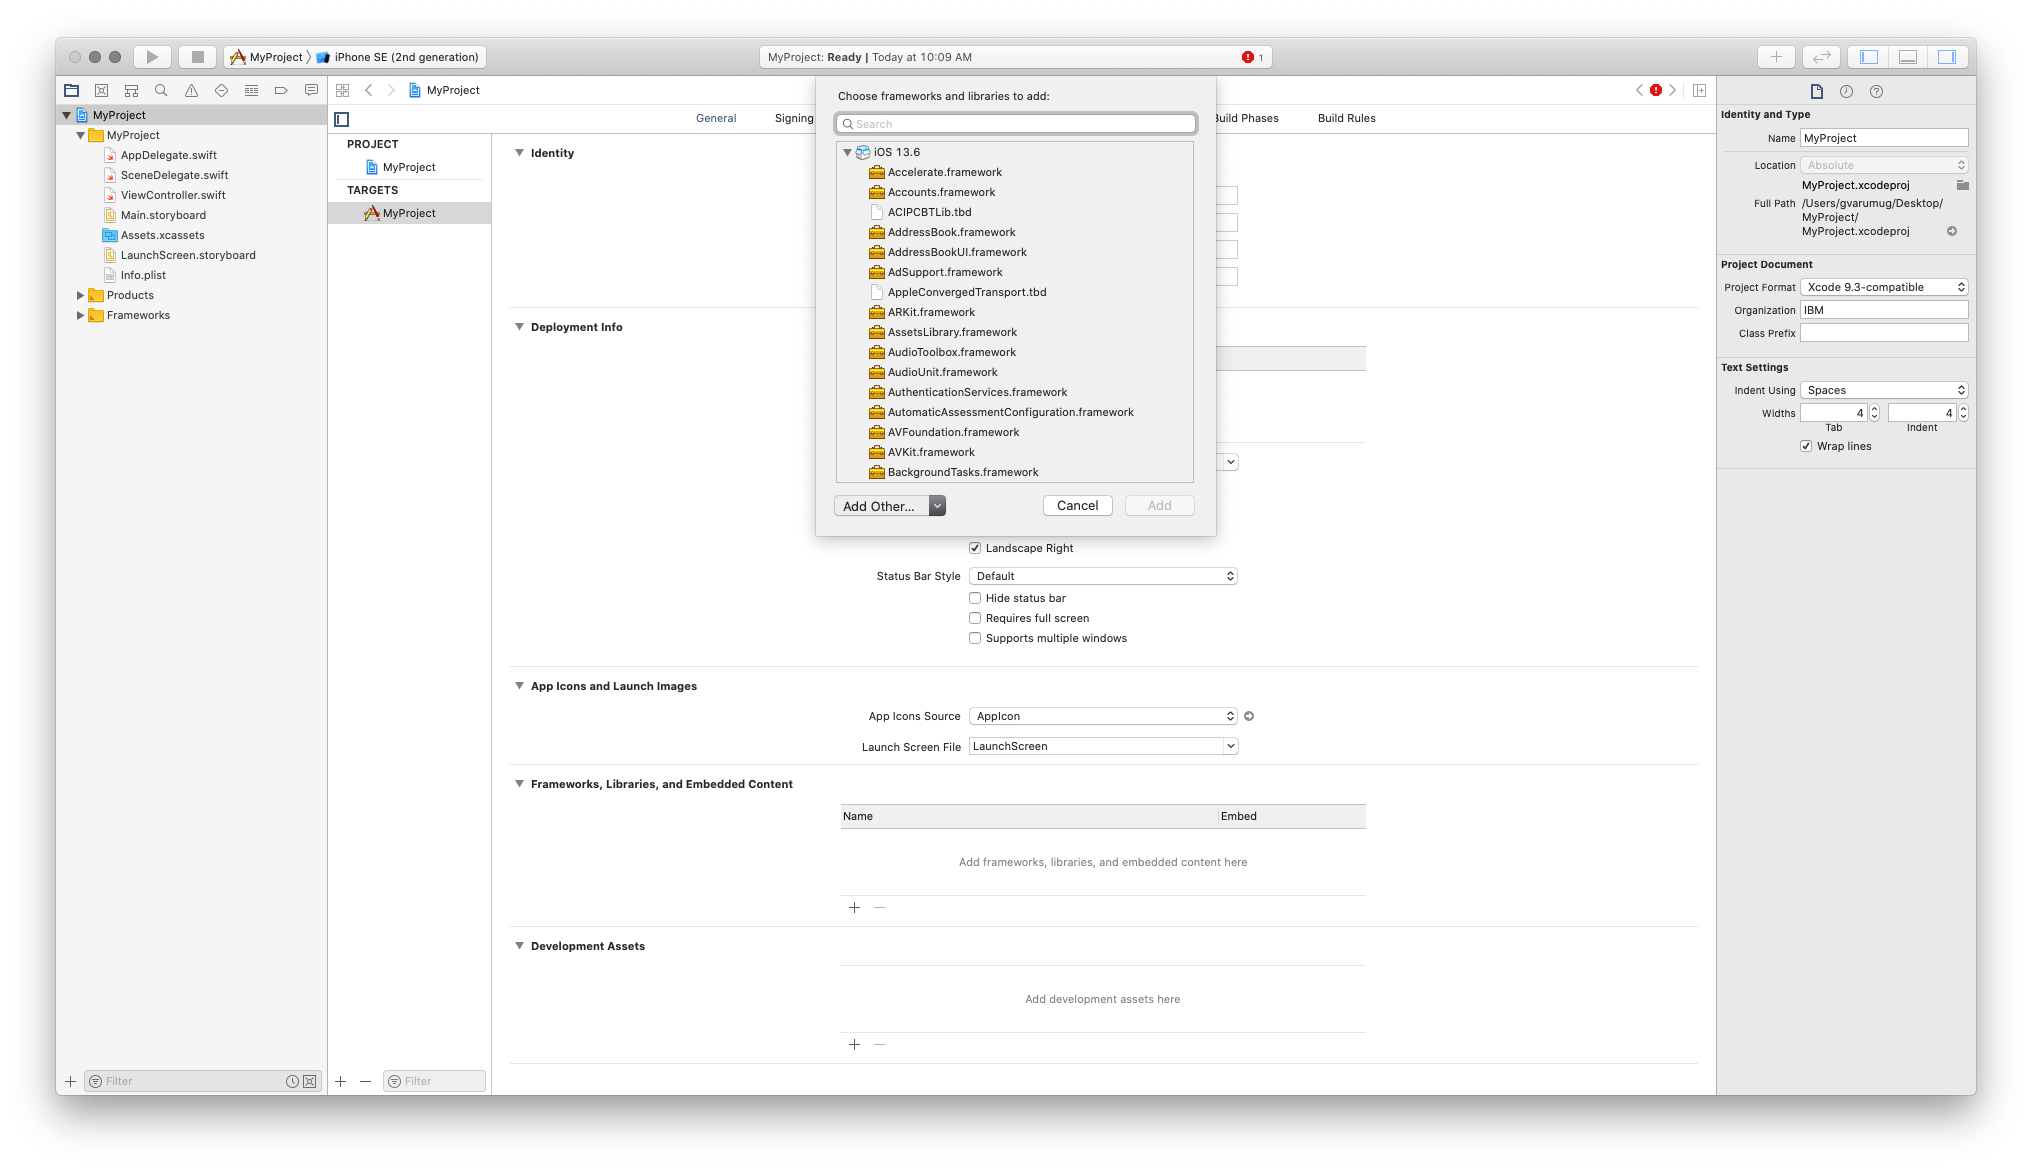 MyProject
iPhone SE (2nd generation)
MyProject: Ready | Today at 10:09 AM
1
MyProject
MyProject
AppDelegate.swift
SceneDelegate.swift
ViewController.swift
Main.storyboard
Assets.xcassets
LaunchScreen.storyboard
Info.plist
Products
Frameworks
Filter
MyProject
PROJECT
MyProject
TARGETS
MyProject
Filter
General
Signing
Build Phases
Build Rules
Choose frameworks and libraries to add:
Search
iOS 13.6
Accelerate.framework
Accounts.framework
ACIPCBTLib.tbd
AddressBook.framework
AddressBookUI.framework
AdSupport.framework
AppleConvergedTransport.tbd
ARKit.framework
AssetsLibrary.framework
AudioToolbox.framework
AudioUnit.framework
AuthenticationServices.framework
AutomaticAssessmentConfiguration.framework
AVFoundation.framework
AVKit.framework
BackgroundTasks.framework
Add Other...
Cancel
Add
Identity
Deployment Info
Landscape Right
Status Bar Style Default
Hide status bar
Requires full screen
Supports multiple windows
App Icons and Launch Images
App Icons Source AppIcon
Launch Screen File LaunchScreen
Frameworks, Libraries, and Embedded Content
Name Embed
Add frameworks, libraries, and embedded content here
Development Assets
Add development assets here
Identity and Type
Name MyProject
Location Absolute
MyProject.xcodeproj
Full Path /Users/gvarumug/Desktop/
MyProject/
MyProject.xcodeproj
Project Document
Project Format Xcode 9.3-compatible
Organization IBM
Class Prefix
Text Settings
Indent Using Spaces
Widths 4 4
Tab Indent
Wrap lines